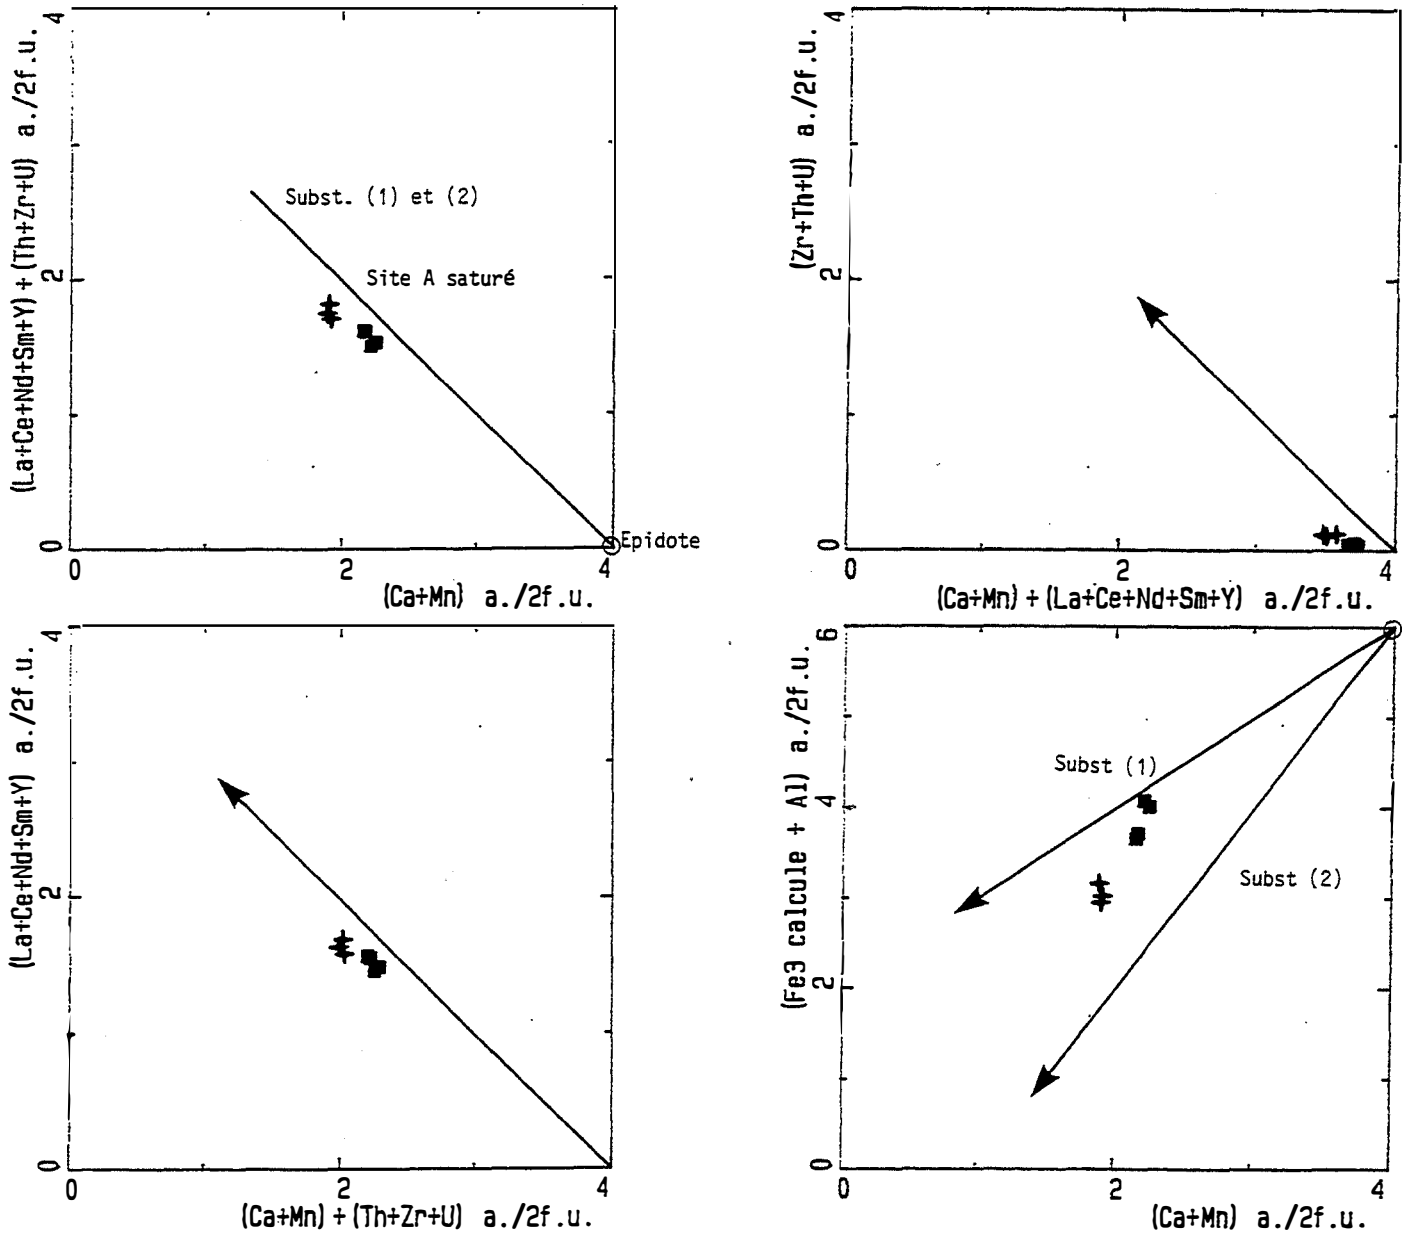 (La+Ce+Nd+Sm+Y) + (Th+Zr+U) a./2f.u.
4
2
0
Subst. (1) et (2)
Site A saturé
Epidote
0 2 4
(Ca+Mn) a./2f.u.
(Zr+Th+U) a./2f.u.
4
2
0
0 2 4
(Ca+Mn) + (La+Ce+Nd+Sm+Y) a./2f.u.
(La+Ce+Nd+Sm+Y) a./2f.u.
4
2
0
0 2 4
(Ca+Mn) + (Th+Zr+U) a./2f.u.
(Fe3 calcule + Al) a./2f.u.
6
4
2
0
Subst (1)
Subst (2)
0 2 4
(Ca+Mn) a./2f.u.